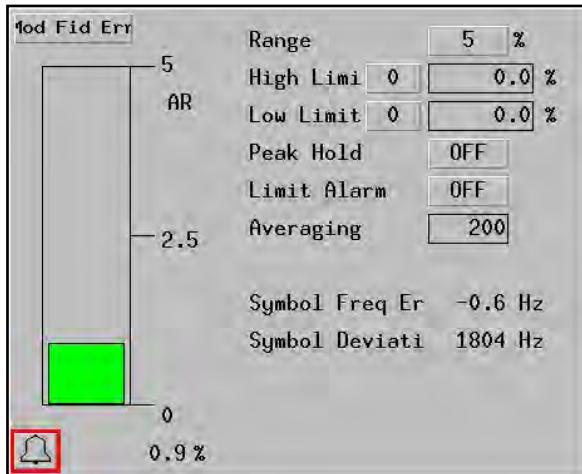 Mod Fid Err
5
AR
2.5
0
0.9 %
Range 5 %
High Limi 0 0.0 %
Low Limit 0 0.0 %
Peak Hold OFF
Limit Alarm OFF
Averaging 200
Symbol Freq Er -0.6 Hz
Symbol Deviati 1804 Hz